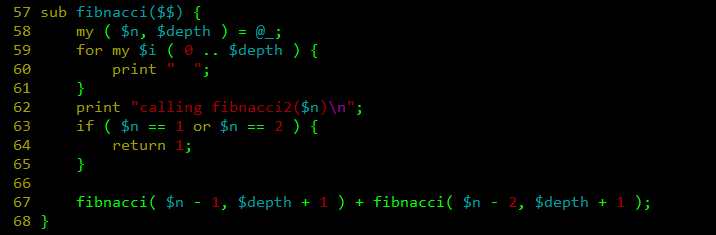 57 sub fibnacci($$) {
58     my ( $n, $depth ) = @_;
59     for my $i ( 0 .. $depth ) {
60         print "  ";
61     }
62     print "calling fibnacci2($n)\n";
63     if ( $n == 1 or $n == 2 ) {
64         return 1;
65     }
66
67     fibnacci( $n - 1, $depth + 1 ) + fibnacci( $n - 2, $depth + 1 );
68 }